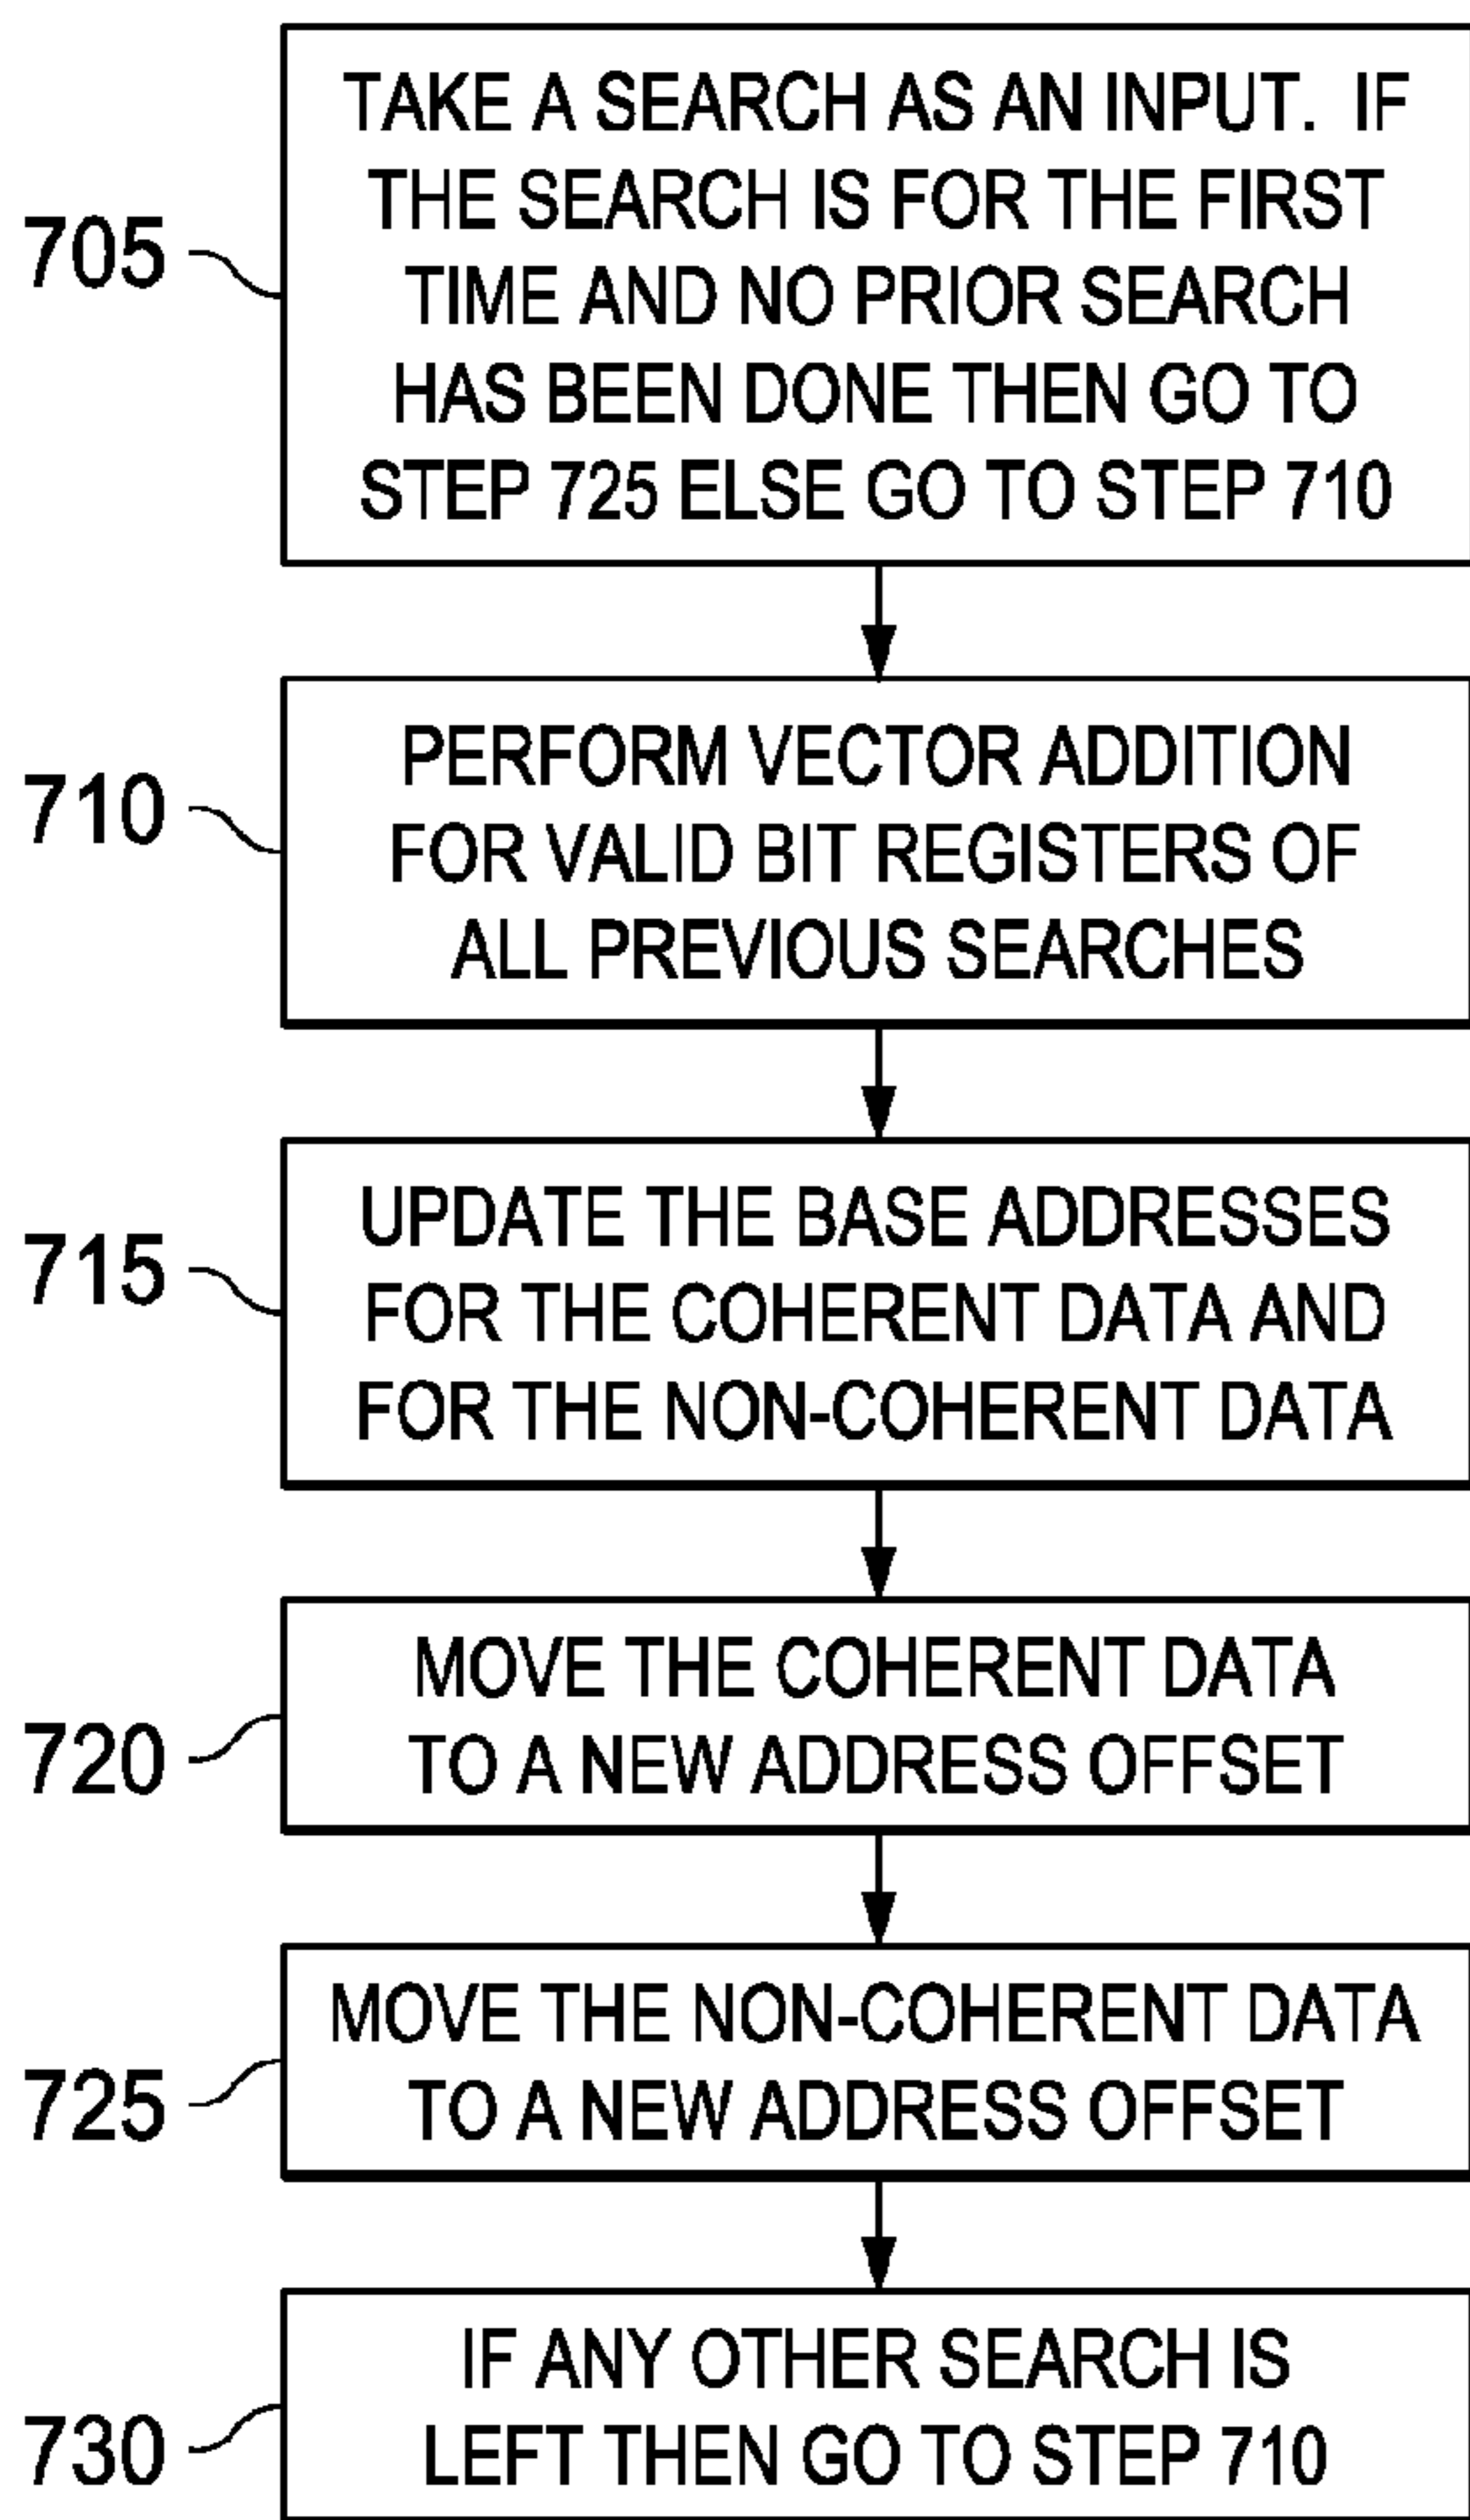 705
TAKE A SEARCH AS AN INPUT. IF
THE SEARCH IS FOR THE FIRST
TIME AND NO PRIOR SEARCH
HAS BEEN DONE THEN GO TO
STEP 725 ELSE GO TO STEP 710
710
PERFORM VECTOR ADDITION
FOR VALID BIT REGISTERS OF
ALL PREVIOUS SEARCHES
715
UPDATE THE BASE ADDRESSES
FOR THE COHERENT DATA AND
FOR THE NON-COHERENT DATA
720
MOVE THE COHERENT DATA
TO A NEW ADDRESS OFFSET
725
MOVE THE NON-COHERENT DATA
TO A NEW ADDRESS OFFSET
730
IF ANY OTHER SEARCH IS
LEFT THEN GO TO STEP 710